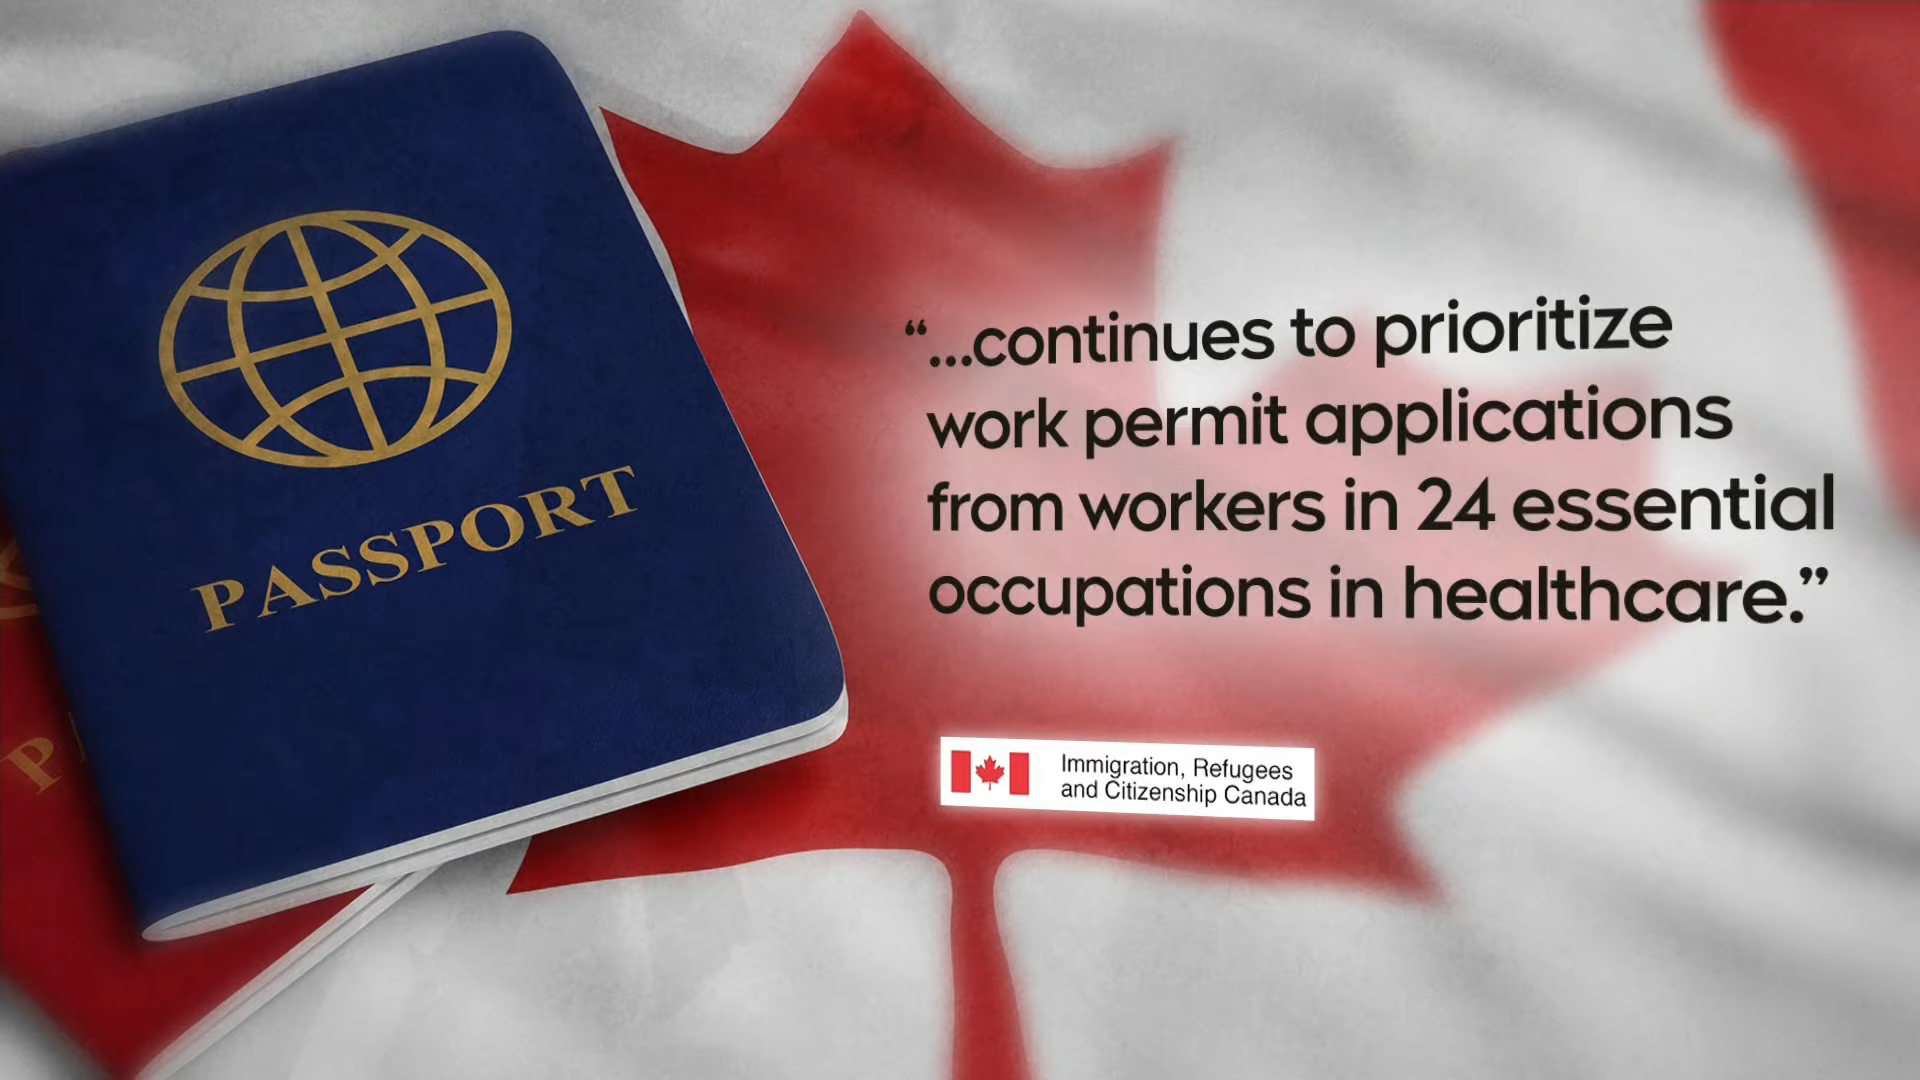 PASSPORT
P
“...continues to prioritize
work permit applications
from workers in 24 essential
occupations in healthcare.”
Immigration, Refugees
and Citizenship Canada